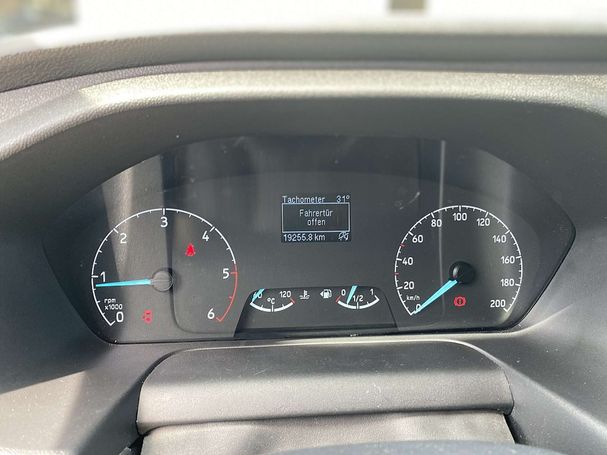 Tachometer 31°
Fahrertür
offen
19255.8 km
0 1 2 3 4 5 6
rpm
x1000
120
°C
0 1/2 1
0 20 40 60 80 100 120 140 160 180 200
km/h